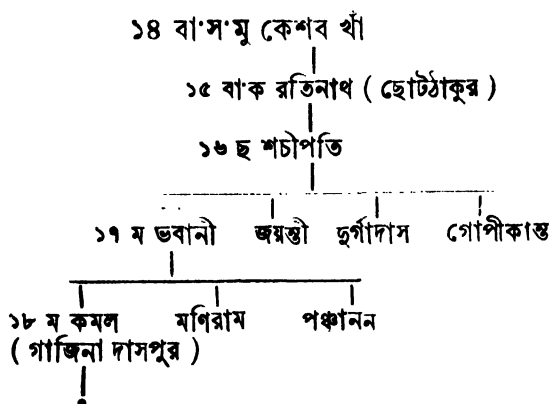 ১৪ বা·স·মু কেশব খাঁ
১৫ বা·ক রতিনাথ ( ছোটঠাকুর )
১৬ ছ শচীপতি
১৭ ম ভবানী জয়ন্তী দুর্গাদাস গোপীকান্ত
১৮ ম কমল মণিরাম পঞ্চানন
( গাজিনা দাসপুর )